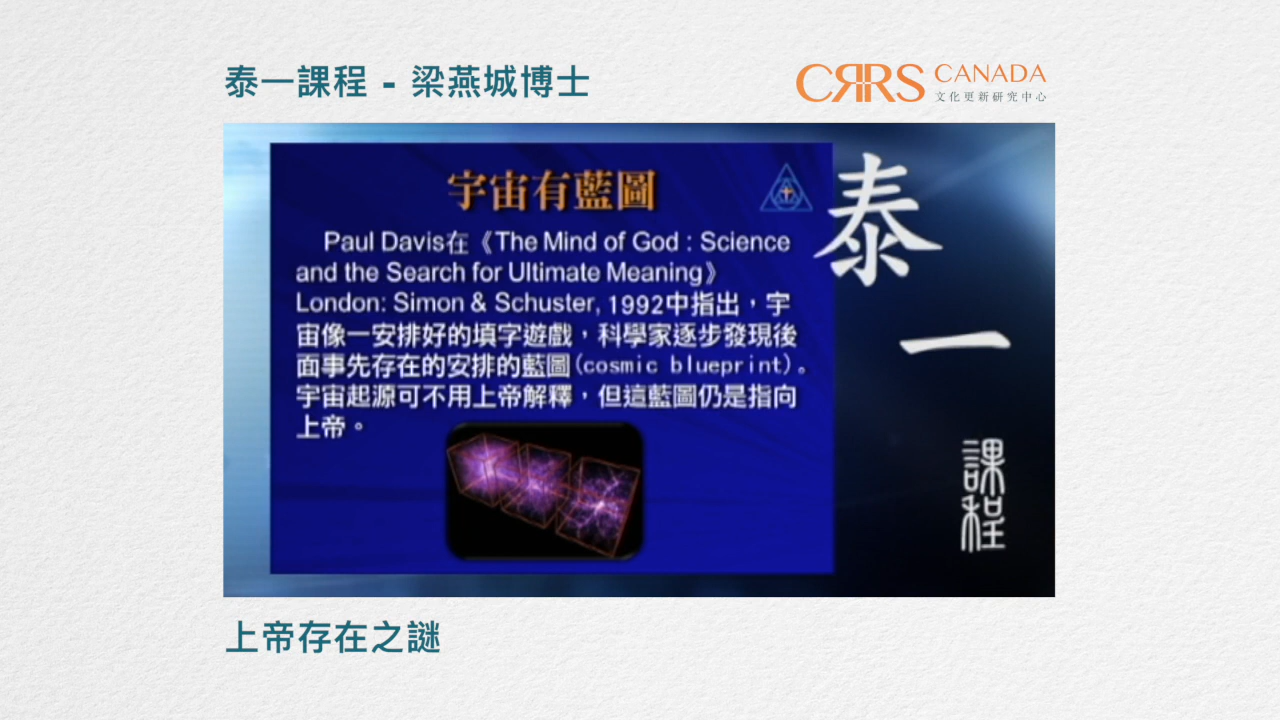 泰一課程 - 梁燕城博士
CRRS CANADA
文化更新研究中心
宇宙有藍圖
Paul Davis在《The Mind of God : Science
and the Search for Ultimate Meaning》
London: Simon & Schuster, 1992中指出，宇
宙像一安排好的填字遊戲，科學家逐步發現後
面事先存在的安排的藍圖(cosmic blueprint)。
宇宙起源可不用上帝解釋，但這藍圖仍是指向
上帝。
泰
一
課程
上帝存在之謎